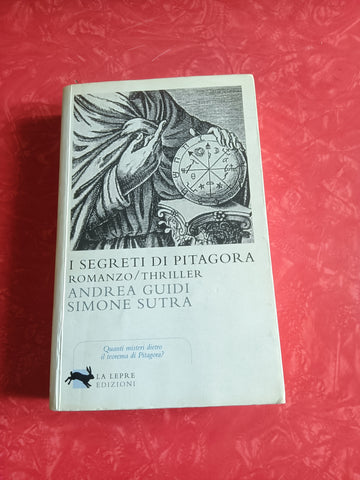 I SEGRETI DI PITAGORA
ROMANZO/THRILLER
ANDREA GUIDI
SIMONE SUTRA
Quanti misteri dietro
il teorema di Pitagora?
LA LEPRE
EDIZIONI